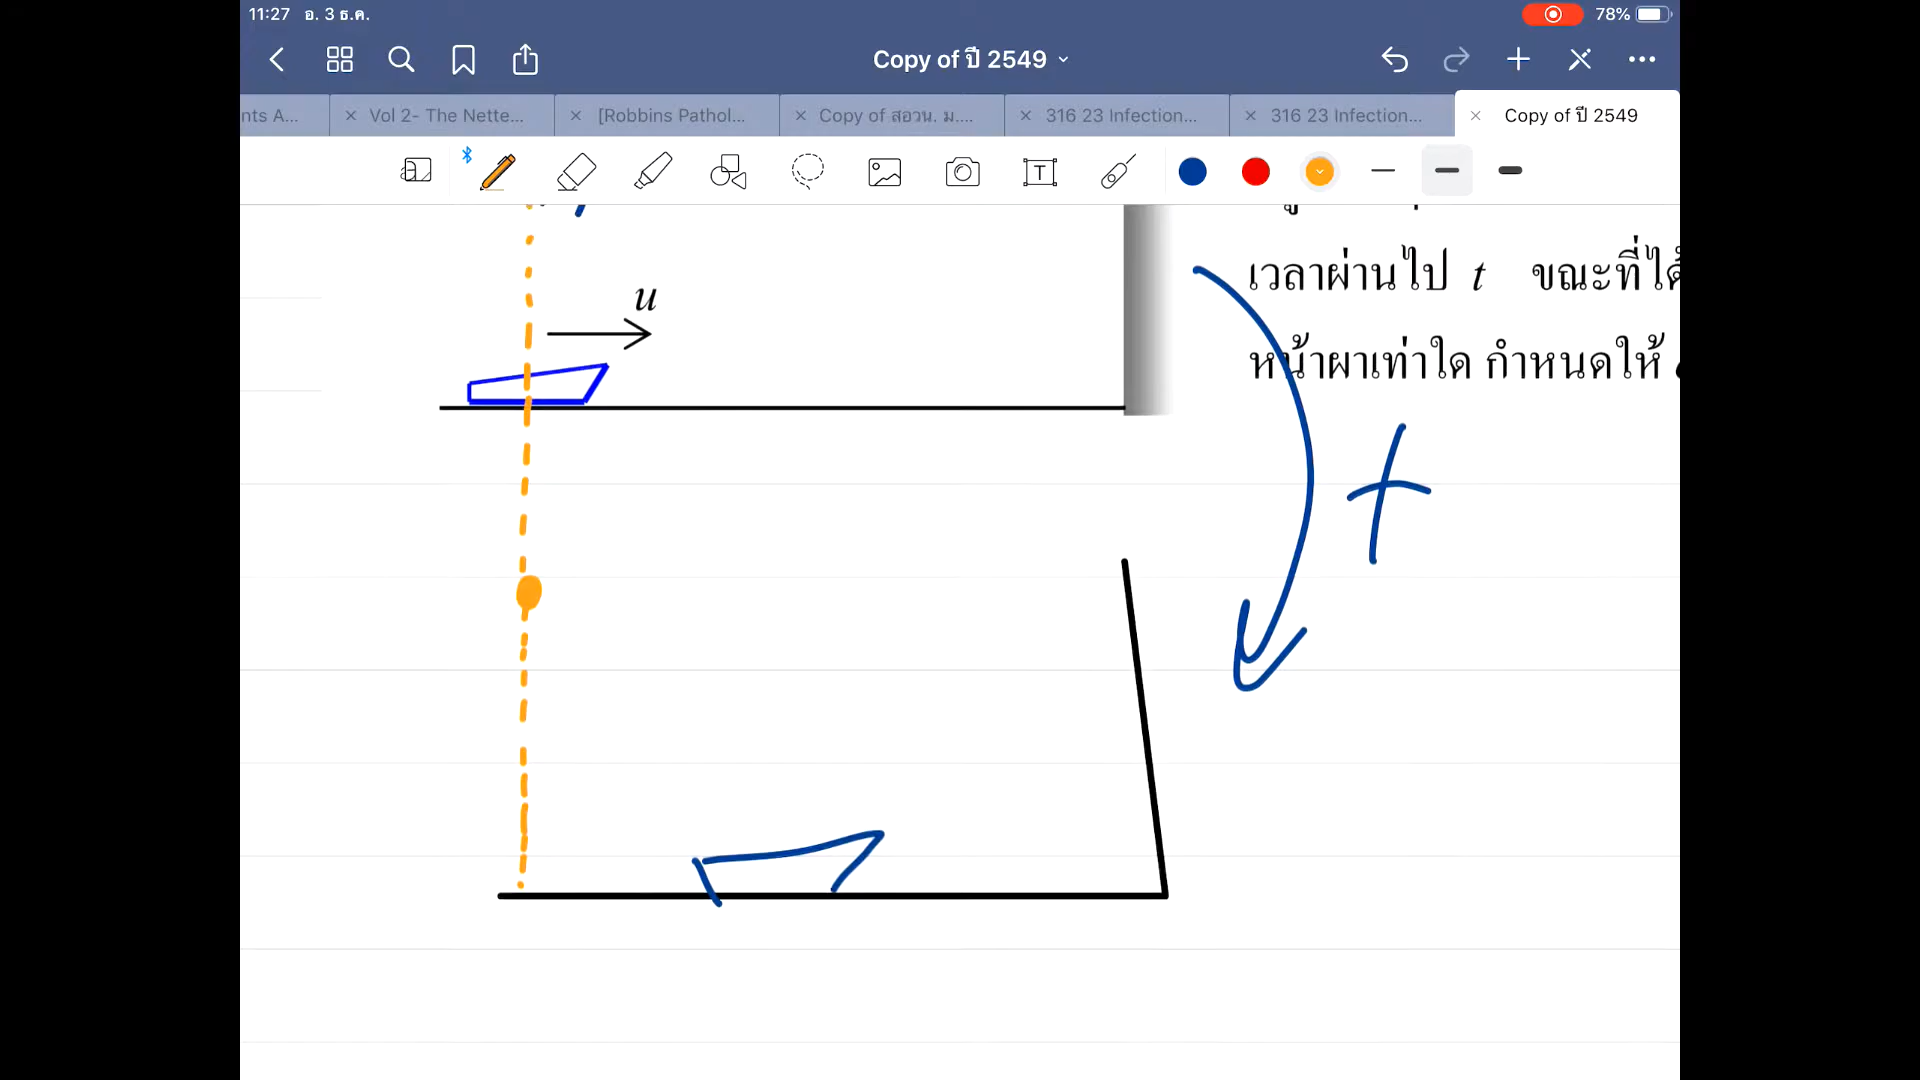 11:27 อ. 3 ธ.ค.
78%
Copy of ปี 2549
nts A...
Vol 2- The Nette...
[Robbins Pathol...
Copy of สอวน. ม....
316 23 Infection...
316 23 Infection...
Copy of ปี 2549
T
u
เวลาผ่านไป t ขณะที่ได้
หน้าผาเท่าใด กำหนดให้
t